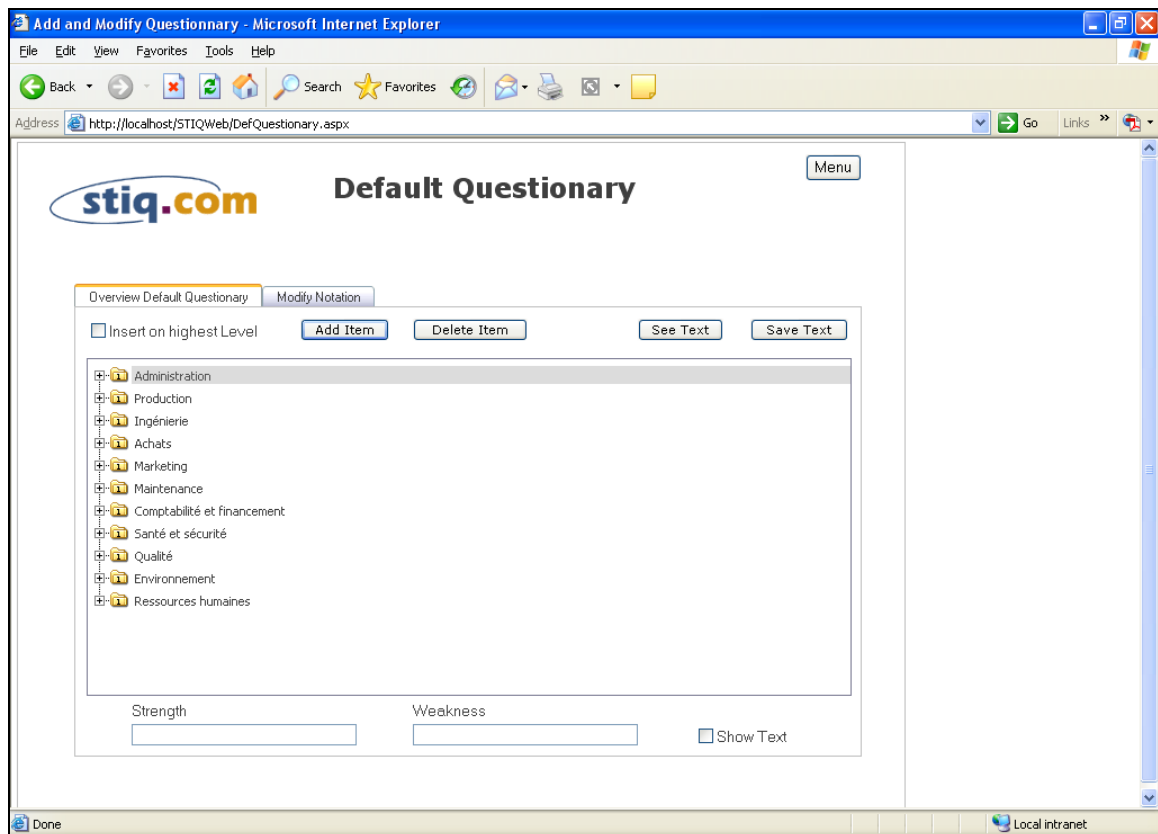 Add and Modify Questionnary - Microsoft Internet Explorer
File Edit View Favorites Tools Help
Back Search Favorites
Address http://localhost/STIQWeb/DefQuestionary.aspx Go Links »
Menu
stiq.com Default Questionary
Overview Default Questionary Modify Notation
Insert on highest Level Add Item Delete Item See Text Save Text
Administration
Production
Ingénierie
Achats
Marketing
Maintenance
Comptabilité et financement
Santé et sécurité
Qualité
Environnement
Ressources humaines
Strength Weakness
Show Text
Done Local intranet